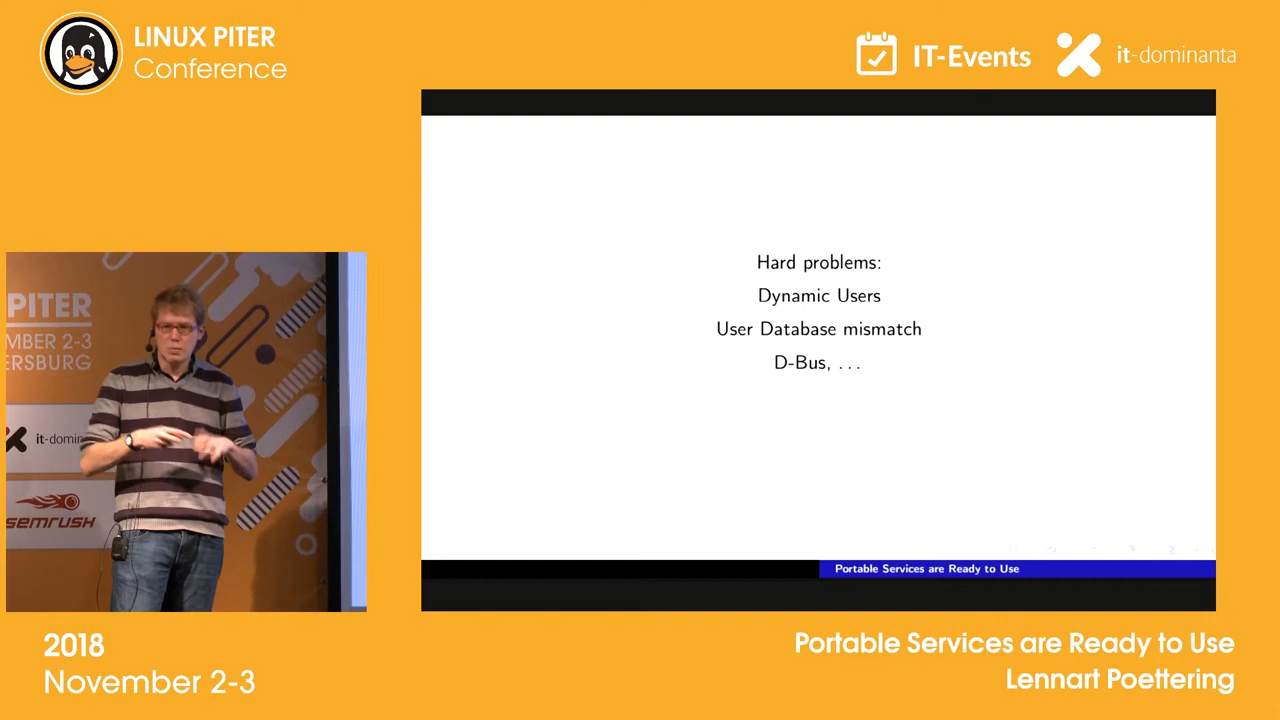 LINUX PITER
Conference
IT-Events
it-dominanta
Hard problems:
Dynamic Users
User Database mismatch
D-Bus, . . .
Portable Services are Ready to Use
PITER
MBER 2-3
ERSBURG
it-domin
semrush
2018
November 2-3
Portable Services are Ready to Use
Lennart Poettering